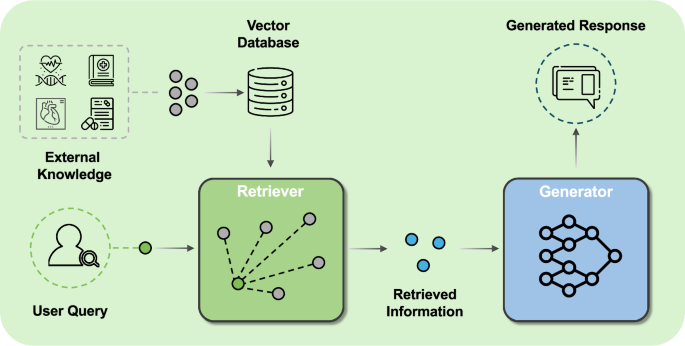 Vector
Database
Generated Response
External
Knowledge
Retriever
Generator
User Query
Retrieved
Information